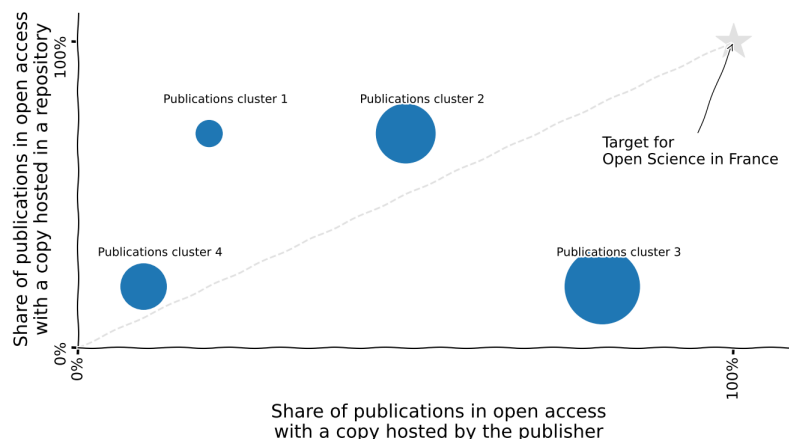 Share of publications in open access
with a copy hosted in a repository
100%
Publications cluster 1
Publications cluster 2
Target for
Open Science in France
Publications cluster 4
Publications cluster 3
0%
0%
100%
Share of publications in open access
with a copy hosted by the publisher